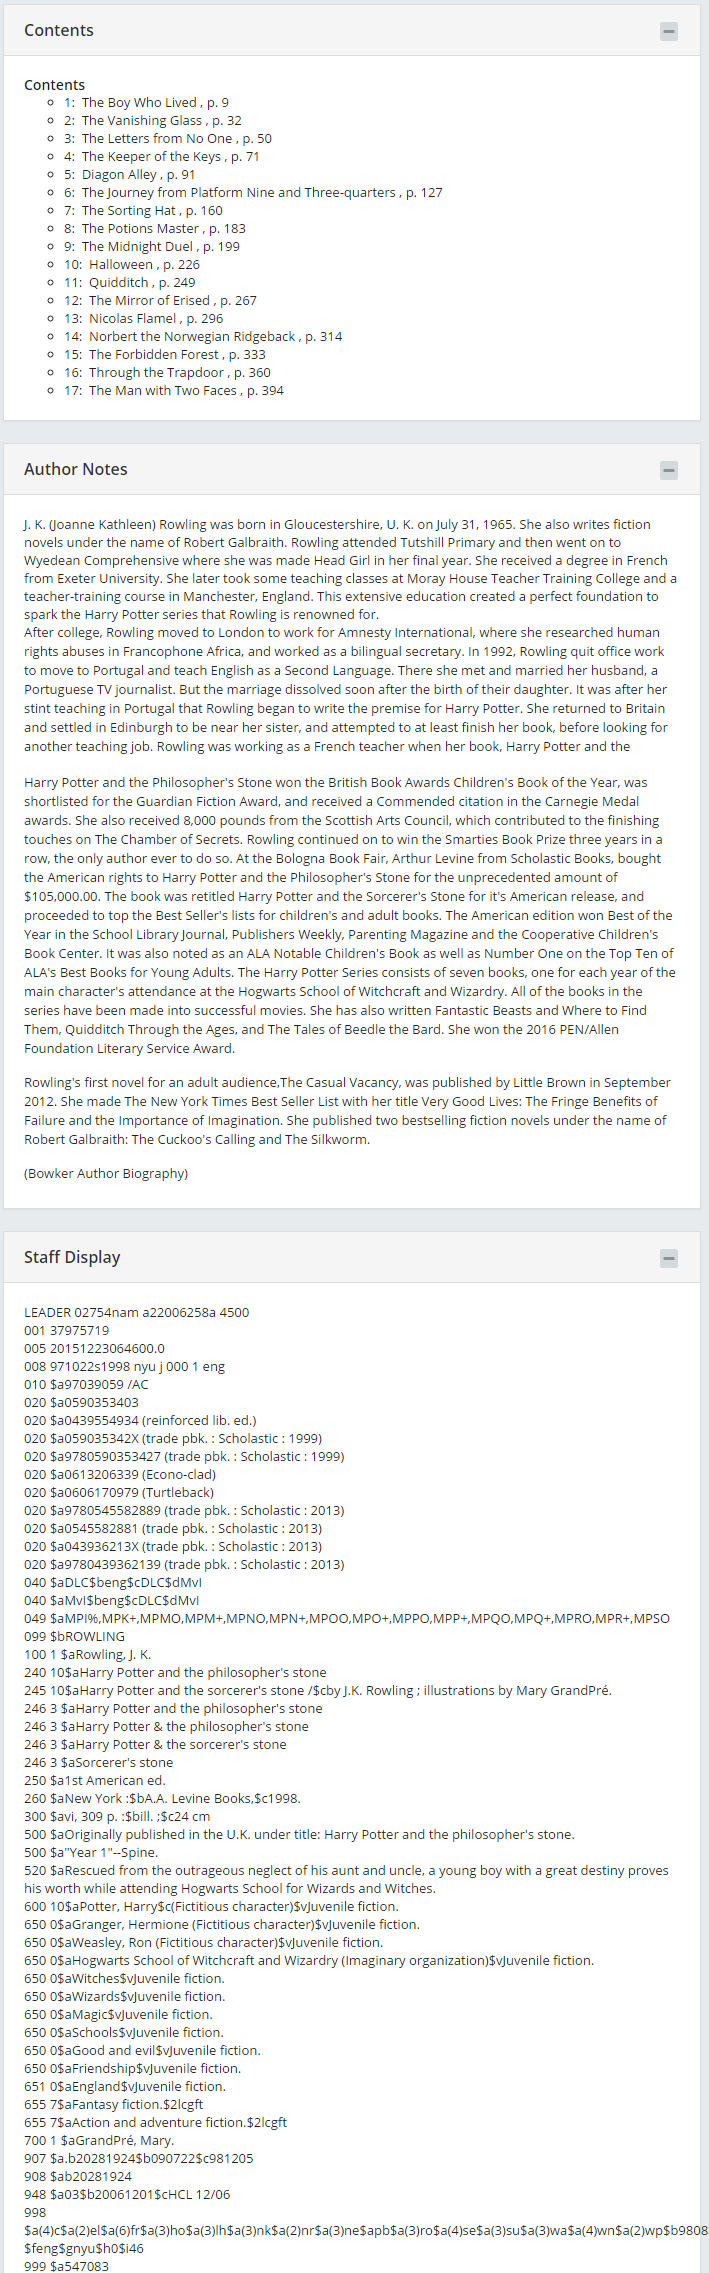 Contents
Contents
1: The Boy Who Lived , p. 9
2: The Vanishing Glass , p. 32
3: The Letters from No One , p. 50
4: The Keeper of the Keys , p. 71
5: Diagon Alley , p. 91
6: The Journey from Platform Nine and Three-quarters , p. 127
7: The Sorting Hat , p. 160
8: The Potions Master , p. 183
9: The Midnight Duel , p. 199
10: Halloween , p. 226
11: Quidditch , p. 249
12: The Mirror of Erised , p. 267
13: Nicolas Flamel , p. 296
14: Norbert the Norwegian Ridgeback , p. 314
15: The Forbidden Forest , p. 333
16: Through the Trapdoor , p. 360
17: The Man with Two Faces , p. 394
Author Notes
J. K. (Joanne Kathleen) Rowling was born in Gloucestershire, U. K. on July 31, 1965. She also writes fiction
novels under the name of Robert Galbraith. Rowling attended Tutshill Primary and then went on to
Wyedean Comprehensive where she was made Head Girl in her final year. She received a degree in French
from Exeter University. She later took some teaching classes at Moray House Teacher Training College and a
teacher-training course in Manchester, England. This extensive education created a perfect foundation to
spark the Harry Potter series that Rowling is renowned for.
After college, Rowling moved to London to work for Amnesty International, where she researched human
rights abuses in Francophone Africa, and worked as a bilingual secretary. In 1992, Rowling quit office work
to move to Portugal and teach English as a Second Language. There she met and married her husband, a
Portuguese TV journalist. But the marriage dissolved soon after the birth of their daughter. It was after her
stint teaching in Portugal that Rowling began to write the premise for Harry Potter. She returned to Britain
and settled in Edinburgh to be near her sister, and attempted to at least finish her book, before looking for
another teaching job. Rowling was working as a French teacher when her book, Harry Potter and the
Harry Potter and the Philosopher's Stone won the British Book Awards Children's Book of the Year, was
shortlisted for the Guardian Fiction Award, and received a Commended citation in the Carnegie Medal
awards. She also received 8,000 pounds from the Scottish Arts Council, which contributed to the finishing
touches on The Chamber of Secrets. Rowling continued on to win the Smarties Book Prize three years in a
row, the only author ever to do so. At the Bologna Book Fair, Arthur Levine from Scholastic Books, bought
the American rights to Harry Potter and the Philosopher's Stone for the unprecedented amount of
$105,000.00. The book was retitled Harry Potter and the Sorcerer's Stone for it's American release, and
proceeded to top the Best Seller's lists for children's and adult books. The American edition won Best of the
Year in the School Library Journal, Publishers Weekly, Parenting Magazine and the Cooperative Children's
Book Center. It was also noted as an ALA Notable Children's Book as well as Number One on the Top Ten of
ALA's Best Books for Young Adults. The Harry Potter Series consists of seven books, one for each year of the
main character's attendance at the Hogwarts School of Witchcraft and Wizardry. All of the books in the
series have been made into successful movies. She has also written Fantastic Beasts and Where to Find
Them, Quidditch Through the Ages, and The Tales of Beedle the Bard. She won the 2016 PEN/Allen
Foundation Literary Service Award.
Rowling's first novel for an adult audience,The Casual Vacancy, was published by Little Brown in September
2012. She made The New York Times Best Seller List with her title Very Good Lives: The Fringe Benefits of
Failure and the Importance of Imagination. She published two bestselling fiction novels under the name of
Robert Galbraith: The Cuckoo's Calling and The Silkworm.
(Bowker Author Biography)
Staff Display
LEADER 02754nam a22006258a 4500
001 37975719
005 20151223064600.0
008 971022s1998 nyu j 000 1 eng
010 $a97039059 /AC
020 $a0590353403
020 $a0439554934 (reinforced lib. ed.)
020 $a059035342X (trade pbk. : Scholastic : 1999)
020 $a9780590353427 (trade pbk. : Scholastic : 1999)
020 $a0613206339 (Econo-clad)
020 $a0606170979 (Turtleback)
020 $a9780545582889 (trade pbk. : Scholastic : 2013)
020 $a0545582881 (trade pbk. : Scholastic : 2013)
020 $a043936213X (trade pbk. : Scholastic : 2013)
020 $a9780439362139 (trade pbk. : Scholastic : 2013)
040 $aDLC$beng$cDLC$dMvI
040 $aMvI$beng$cDLC$dMvI
049 $aMPI%,MPK+,MPMO,MPM+,MPNO,MPN+,MPOO,MPO+,MPPO,MPP+,MPQO,MPQ+,MPRO,MPR+,MPSO
099 $bROWLING
100 1 $aRowling, J. K.
240 10$aHarry Potter and the philosopher's stone
245 10$aHarry Potter and the sorcerer's stone /$cby J.K. Rowling ; illustrations by Mary GrandPré.
246 3 $aHarry Potter and the philosopher's stone
246 3 $aHarry Potter & the philosopher's stone
246 3 $aHarry Potter & the sorcerer's stone
246 3 $aSorcerer's stone
250 $a1st American ed.
260 $aNew York :$bA.A. Levine Books,$c1998.
300 $avi, 309 p. :$bill. ;$c24 cm
500 $aOriginally published in the U.K. under title: Harry Potter and the philosopher's stone.
500 $a"Year 1"--Spine.
520 $aRescued from the outrageous neglect of his aunt and uncle, a young boy with a great destiny proves
his worth while attending Hogwarts School for Wizards and Witches.
600 10$aPotter, Harry$c(Fictitious character)$vJuvenile fiction.
650 0$aGranger, Hermione (Fictitious character)$vJuvenile fiction.
650 0$aWeasley, Ron (Fictitious character)$vJuvenile fiction.
650 0$aHogwarts School of Witchcraft and Wizardry (Imaginary organization)$vJuvenile fiction.
650 0$aWitches$vJuvenile fiction.
650 0$aWizards$vJuvenile fiction.
650 0$aMagic$vJuvenile fiction.
650 0$aSchools$vJuvenile fiction.
650 0$aGood and evil$vJuvenile fiction.
650 0$aFriendship$vJuvenile fiction.
651 0$aEngland$vJuvenile fiction.
655 7$aFantasy fiction.$2lcgft
655 7$aAction and adventure fiction.$2lcgft
700 1 $aGrandPré, Mary.
907 $a.b20281924$b090722$c981205
908 $ab20281924
948 $a03$b20061201$cHCL 12/06
998
$a(4)c$a(2)el$a(6)fr$a(3)ho$a(3)lh$a(3)nk$a(2)nr$a(3)ne$apb$a(3)ro$a(4)se$a(3)su$a(3)wa$a(4)wn$a(2)wp$b9808
$feng$gnyu$h0$i46
999 $a547083